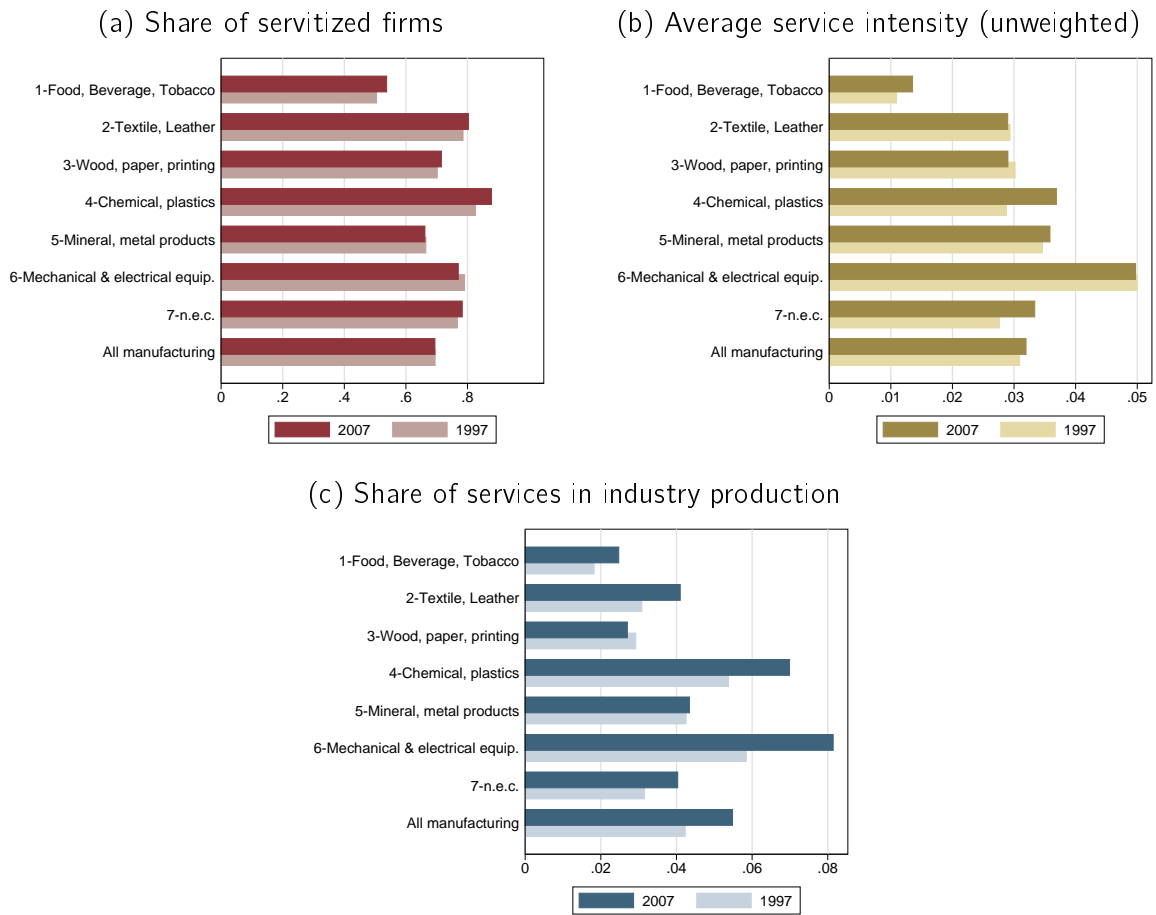 (a) Share of servitized firms
1-Food, Beverage, Tobacco
2-Textile, Leather
3-Wood, paper, printing
4-Chemical, plastics
5-Mineral, metal products
6-Mechanical & electrical equip.
7-n.e.c.
All manufacturing
0 .2 .4 .6 .8
2007 1997
(b) Average service intensity (unweighted)
1-Food, Beverage, Tobacco
2-Textile, Leather
3-Wood, paper, printing
4-Chemical, plastics
5-Mineral, metal products
6-Mechanical & electrical equip.
7-n.e.c.
All manufacturing
0 .01 .02 .03 .04 .05
2007 1997
(c) Share of services in industry production
1-Food, Beverage, Tobacco
2-Textile, Leather
3-Wood, paper, printing
4-Chemical, plastics
5-Mineral, metal products
6-Mechanical & electrical equip.
7-n.e.c.
All manufacturing
0 .02 .04 .06 .08
2007 1997